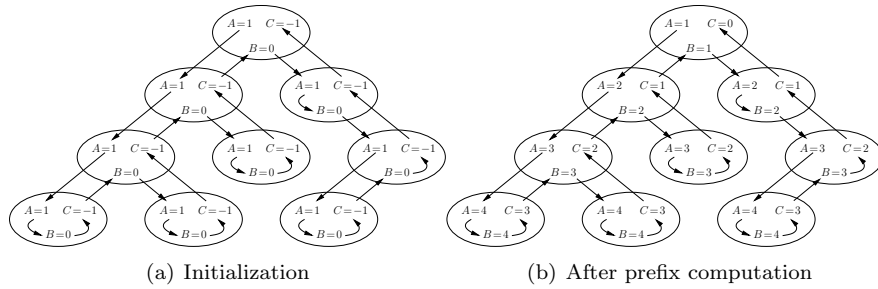 A=1 C=-1 A=1 C=0
B=0 B=1
A=1 C=-1 A=1 C=-1 A=2 C=1 A=2 C=1
B=0 B=0 B=2 B=2
A=1 C=-1 A=1 C=-1 A=1 C=-1 A=3 C=2 A=3 C=2 A=3 C=2
B=0 B=0 B=0 B=3 B=3 B=3
A=1 C=-1 A=1 C=-1 A=1 C=-1 A=4 C=3 A=4 C=3 A=4 C=3
B=0 B=0 B=0 B=4 B=4 B=4
(a) Initialization (b) After prefix computation